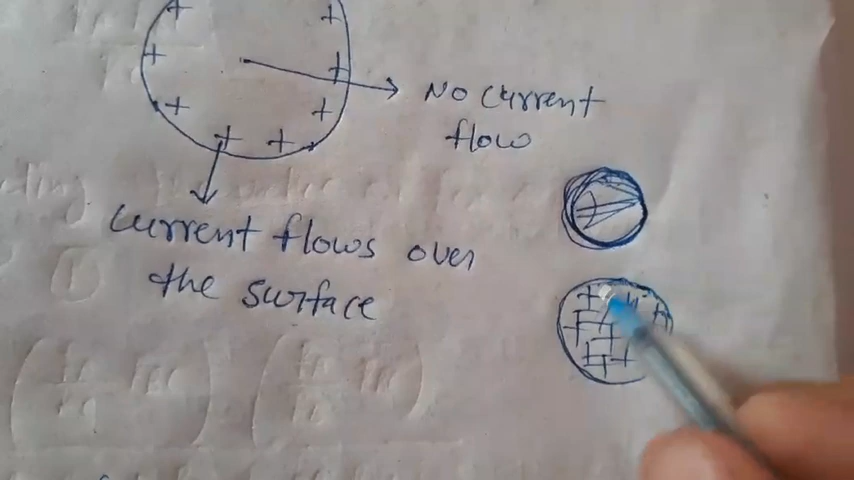 No current
flow
current flows over
the surface